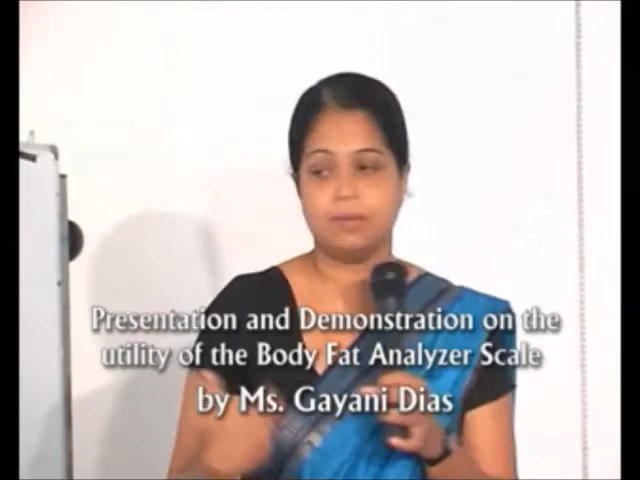 Presentation and Demonstration on the
utility of the Body Fat Analyzer Scale
by Ms. Gayani Dias